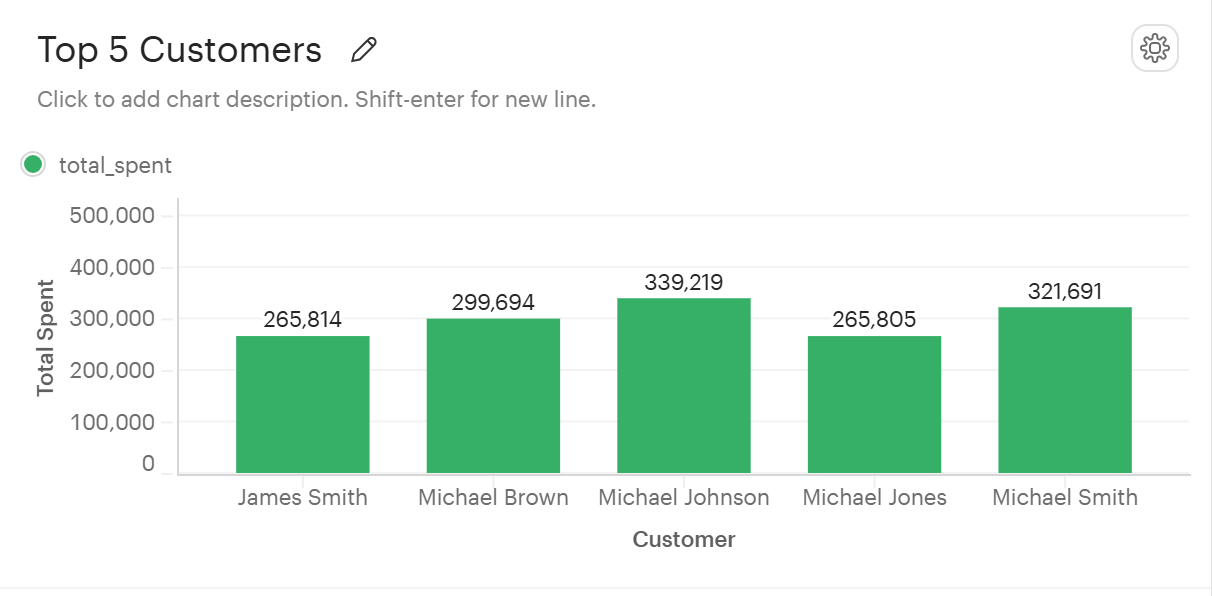 Top 5 Customers
Click to add chart description. Shift-enter for new line.
total_spent
Total Spent
500,000
400,000
300,000
200,000
100,000
0
265,814
299,694
339,219
265,805
321,691
James Smith
Michael Brown
Michael Johnson
Michael Jones
Michael Smith
Customer